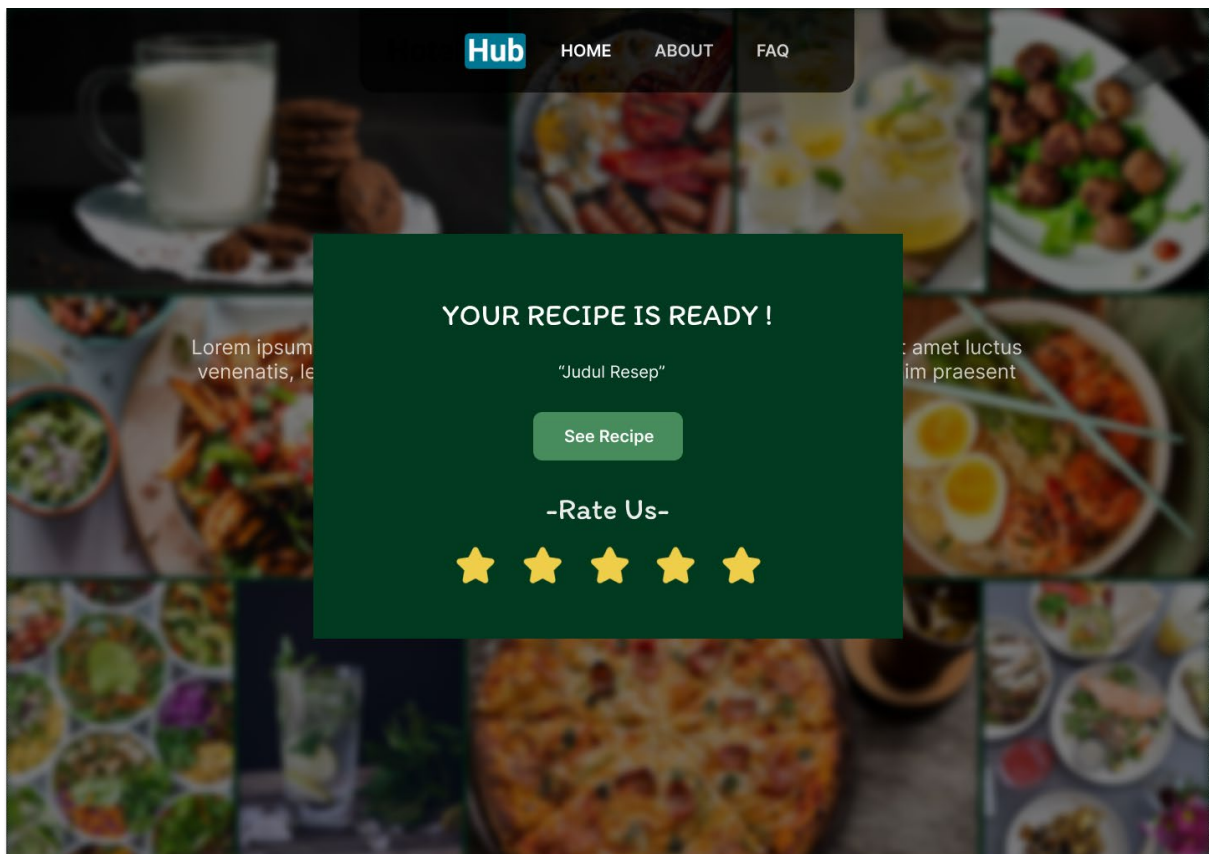 Hub HOME ABOUT FAQ
YOUR RECIPE IS READY !
Lorem ipsum
t amet luctus
venenatis, le
im praesent
“Judul Resep”
See Recipe
-Rate Us-